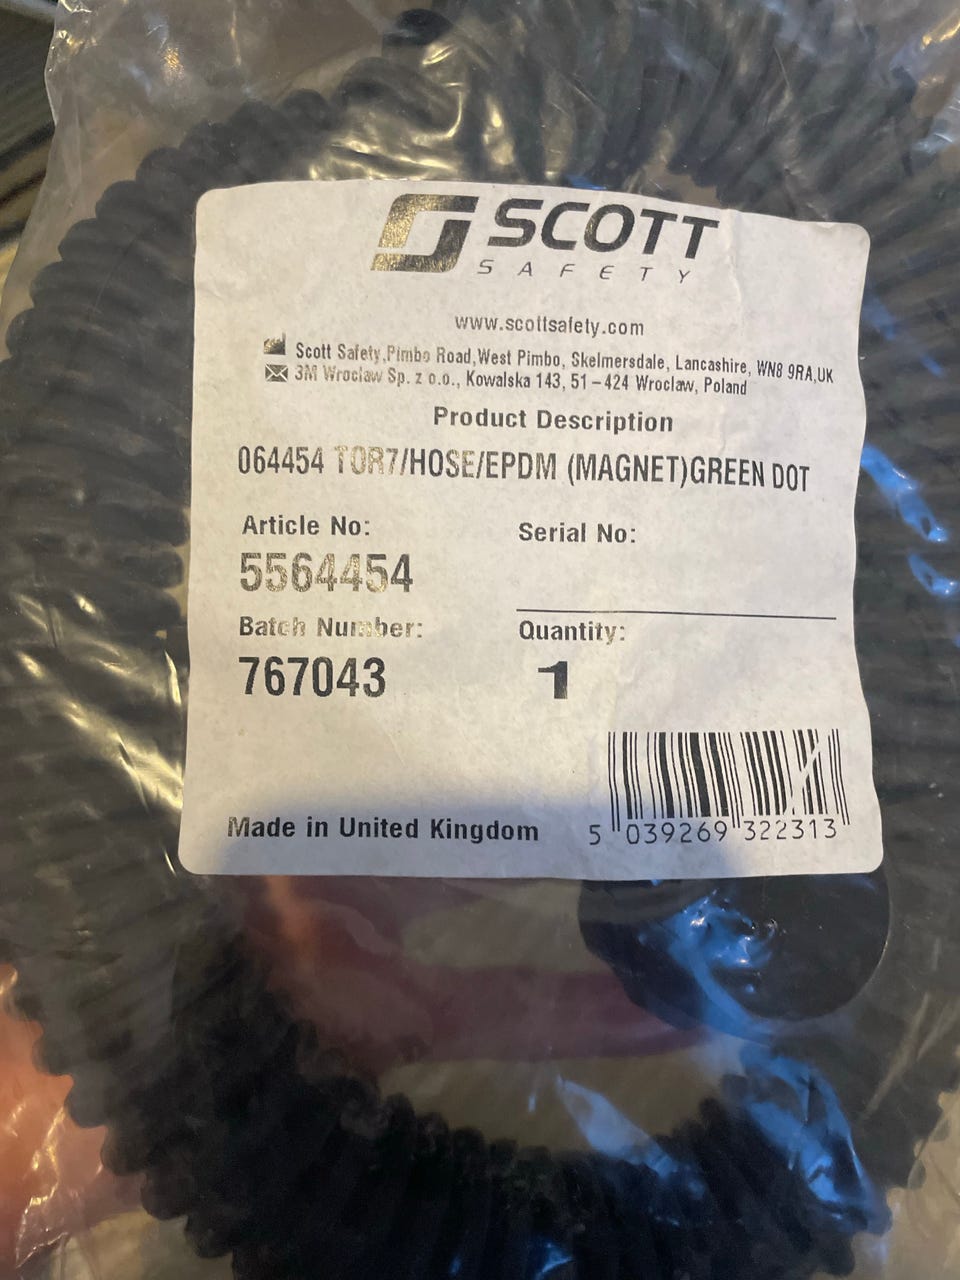 SCOTT
SAFETY
www.scottsafety.com
Scott Safety,Pimbo Road,West Pimbo, Skelmersdale, Lancashire, WN8 9RA,UK
3M Wroclaw Sp. z o.o., Kowalska 143, 51-424 Wroclaw, Poland
Product Description
064454 TOR7/HOSE/EPDM (MAGNET)GREEN DOT
Article No:
5564454
Serial No:
Batch Number:
767043
Quantity:
1
Made in United Kingdom
5 039269 322313